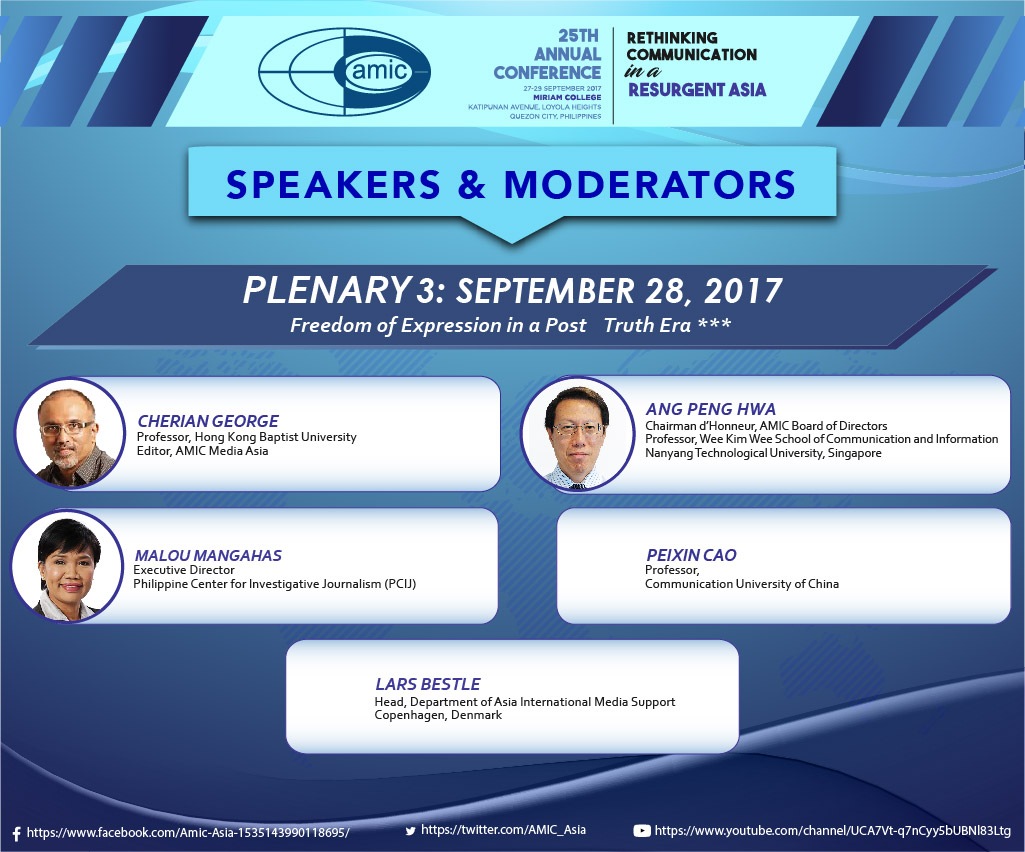 amic
25TH
ANNUAL
CONFERENCE
27-29 SEPTEMBER 2017
MIRIAM COLLEGE
KATIPUNAN AVENUE, LOYOLA HEIGHTS
QUEZON CITY, PHILIPPINES
RETHINKING
COMMUNICATION
in a
RESURGENT ASIA
SPEAKERS & MODERATORS
PLENARY 3: SEPTEMBER 28, 2017
Freedom of Expression in a Post Truth Era ***
CHERIAN GEORGE
Professor, Hong Kong Baptist University
Editor, AMIC Media Asia
ANG PENG HWA
Chairman d'Honneur, AMIC Board of Directors
Professor, Wee Kim Wee School of Communication and Information
Nanyang Technological University, Singapore
MALOU MANGAHAS
Executive Director
Philippine Center for Investigative Journalism (PCIJ)
PEIXIN CAO
Professor,
Communication University of China
LARS BESTLE
Head, Department of Asia International Media Support
Copenhagen, Denmark
https://www.facebook.com/Amic-Asia-1535143990118695/
https://twitter.com/AMIC_Asia
https://www.youtube.com/channel/UCA7Vt-q7nCyy5bUBNl83Ltg